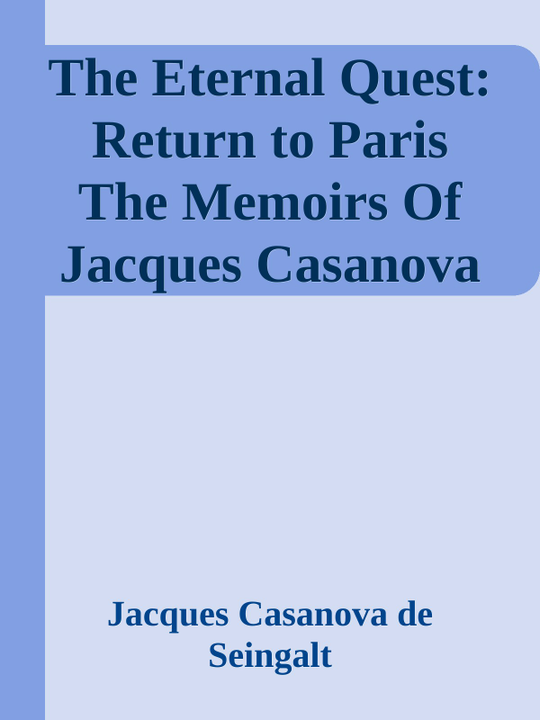 The Eternal Quest:
Return to Paris
The Memoirs Of
Jacques Casanova
Jacques Casanova de
Seingalt